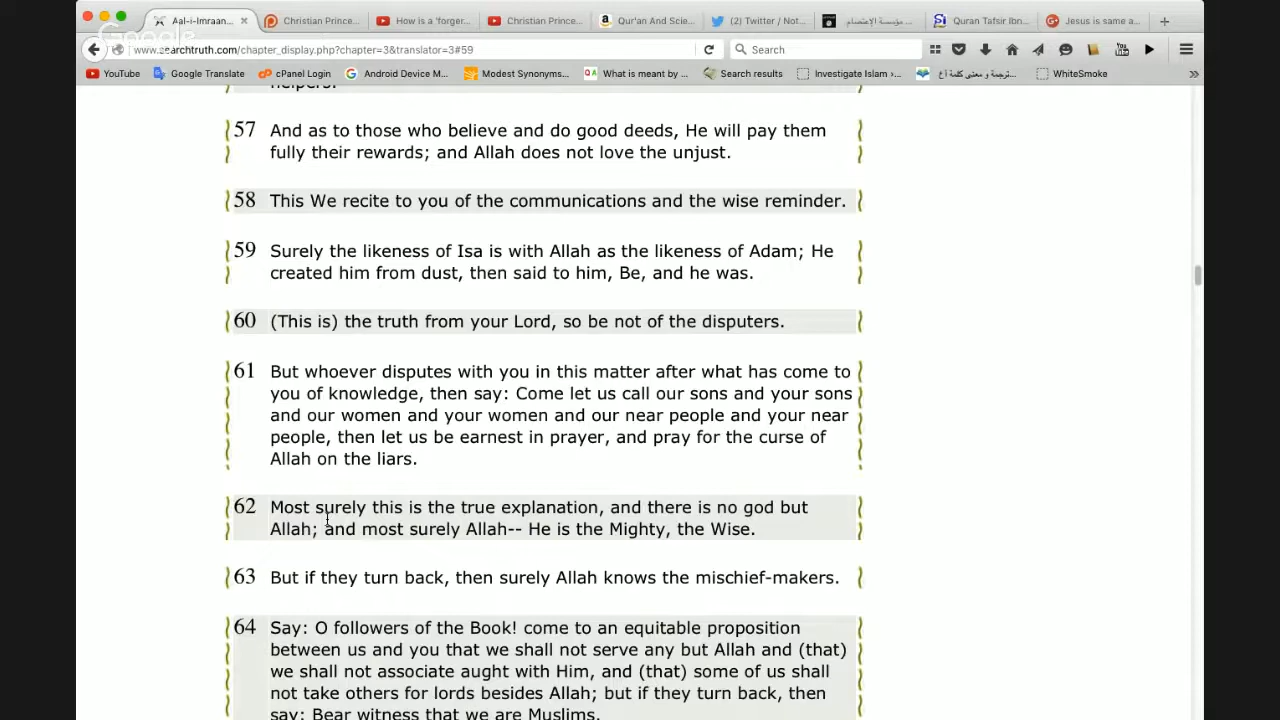 Aal-i-Imraan...
Christian Prince...
How is a 'forger...
Christian Prince...
Qur'An And Scie...
(2) Twitter / Not...
مؤسسة الإعتصام ...
Quran Tafsir Ibn...
Jesus is same a...
Google
www.searchtruth.com/chapter_display.php?chapter=3&translator=3#59
Search
YouTube
Google Translate
cPanel Login
Android Device M...
Modest Synonyms...
What is meant by ...
Search results
Investigate Islam ›...
ترجمة و معنى كلمة أخ...
WhiteSmoke
helpers.
57 And as to those who believe and do good deeds, He will pay them
fully their rewards; and Allah does not love the unjust.
58 This We recite to you of the communications and the wise reminder.
59 Surely the likeness of Isa is with Allah as the likeness of Adam; He
created him from dust, then said to him, Be, and he was.
60 (This is) the truth from your Lord, so be not of the disputers.
61 But whoever disputes with you in this matter after what has come to
you of knowledge, then say: Come let us call our sons and your sons
and our women and your women and our near people and your near
people, then let us be earnest in prayer, and pray for the curse of
Allah on the liars.
62 Most surely this is the true explanation, and there is no god but
Allah; and most surely Allah-- He is the Mighty, the Wise.
63 But if they turn back, then surely Allah knows the mischief-makers.
64 Say: O followers of the Book! come to an equitable proposition
between us and you that we shall not serve any but Allah and (that)
we shall not associate aught with Him, and (that) some of us shall
not take others for lords besides Allah; but if they turn back, then
say: Bear witness that we are Muslims.